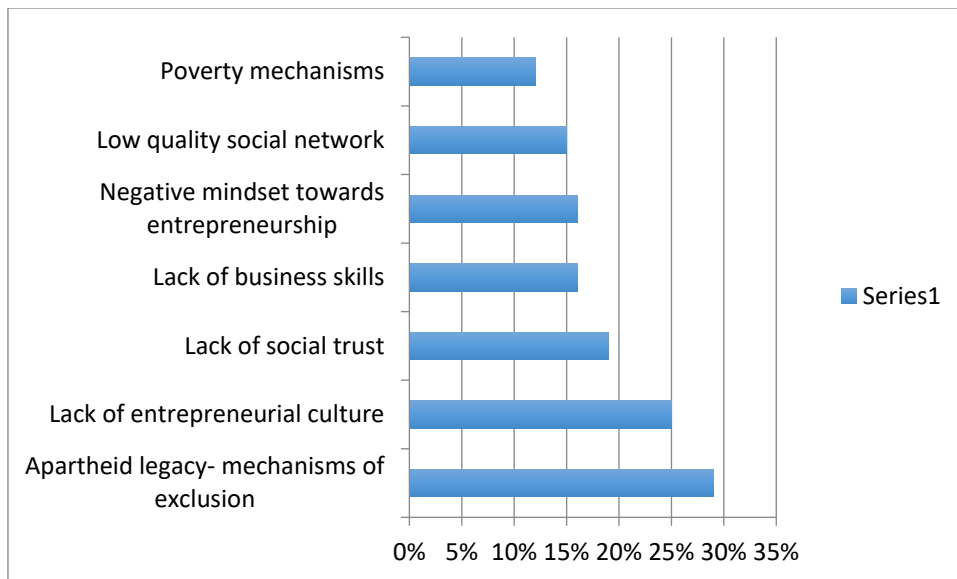 Poverty mechanisms
Low quality social network
Negative mindset towards
entrepreneurship
Lack of business skills
Lack of social trust
Lack of entrepreneurial culture
Apartheid legacy- mechanisms of
exclusion
0% 5% 10% 15% 20% 25% 30% 35%
Series1